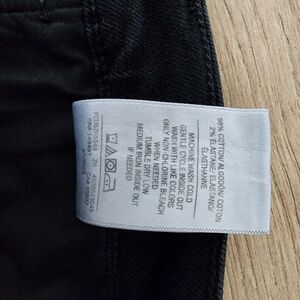 98% COTTON/ALGODÓN/ COTON
2% ELASTANE/ ELASTANO/
ÉLASTHANNE
MACHINE WASH COLD
GENTLE CYCLE INSIDE OUT
WASH WITH LIKE COLORS
ONLY NON-CHLORINE BLEACH
WHEN NEEDED
TUMBLE DRY LOW
MEDIUM IRON INSIDE OUT
IF NEEDED